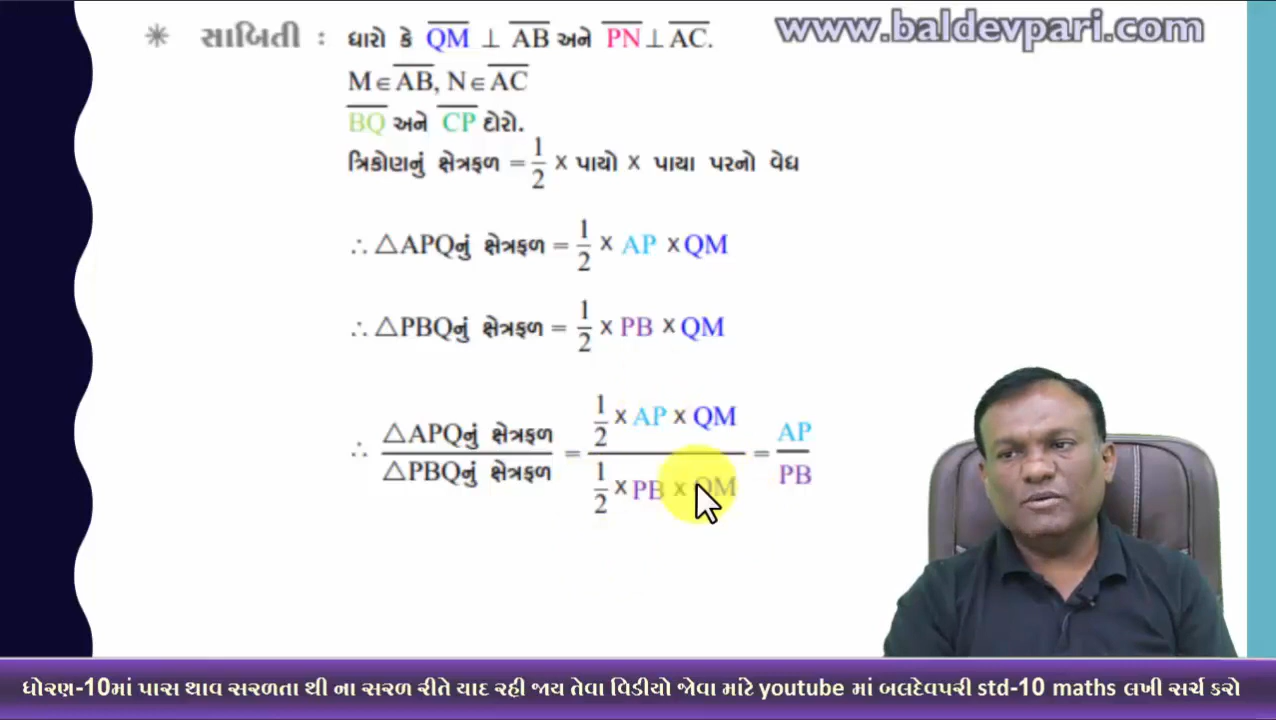 www.baldevpari.com
* સાબિતી : ધારો કે QM ⊥ AB અને PN ⊥ AC.
M ∈ AB, N ∈ AC
BQ અને CP દોરો.
ત્રિકોણનું ક્ષેત્રફળ = 1/2 × પાયો × પાયા પરનો વેધ
∴ △APQનું ક્ષેત્રફળ = 1/2 × AP × QM
∴ △PBQનું ક્ષેત્રફળ = 1/2 × PB × QM
∴ △APQનું ક્ષેત્રફળ / △PBQનું ક્ષેત્રફળ = (1/2 × AP × QM) / (1/2 × PB × QM) = AP / PB
ધોરણ-10માં પાસ થાવ સરળતા થી ના સરળ રીતે યાદ રહી જાય તેવા વિડીયો જોવા માંટે youtube માં બલદેવપરી std-10 maths લખી સર્ચ કરો